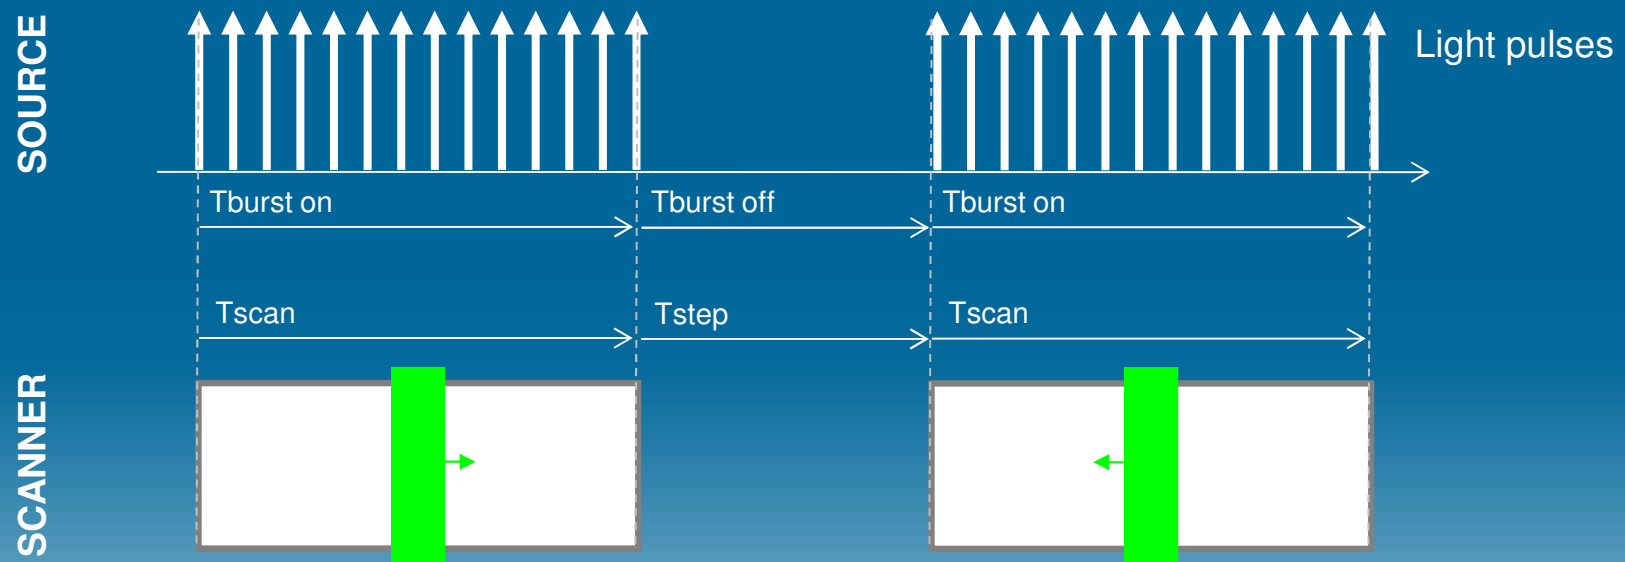 SOURCE
Light pulses
Tburst on
Tburst off
Tburst on
Tscan
Tstep
Tscan
SCANNER